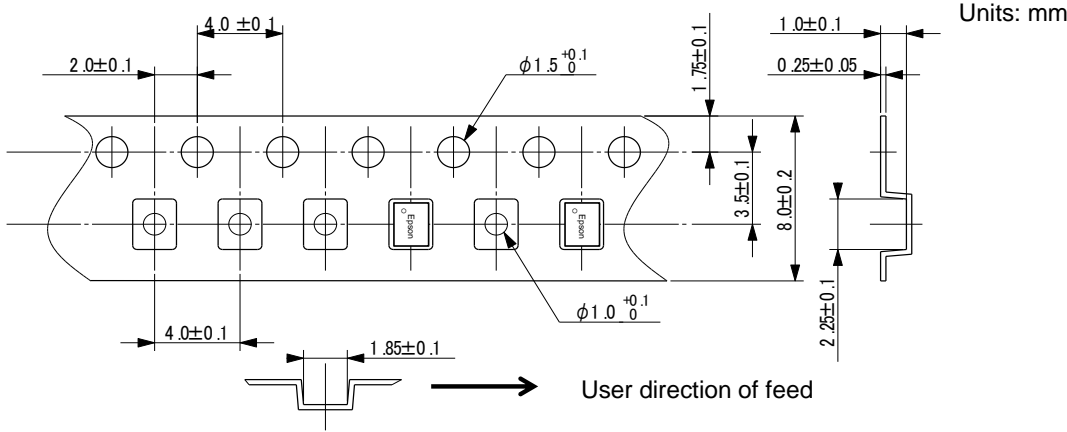 Units: mm
4.0 ±0.1
2.0±0.1
φ1.5 +0.1 0
1.75±0.1
1.0±0.1
0.25±0.05
3.5±0.1
8.0±0.2
2.25±0.1
Epson
Epson
φ1.0 +0.1 0
4.0±0.1
1.85±0.1
User direction of feed